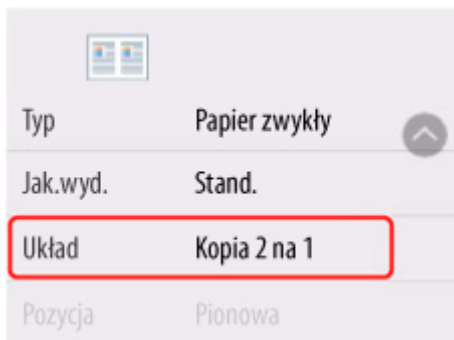 Typ Papier zwykły
Jak.wyd. Stand.
Układ Kopia 2 na 1
Pozycja Pionowa